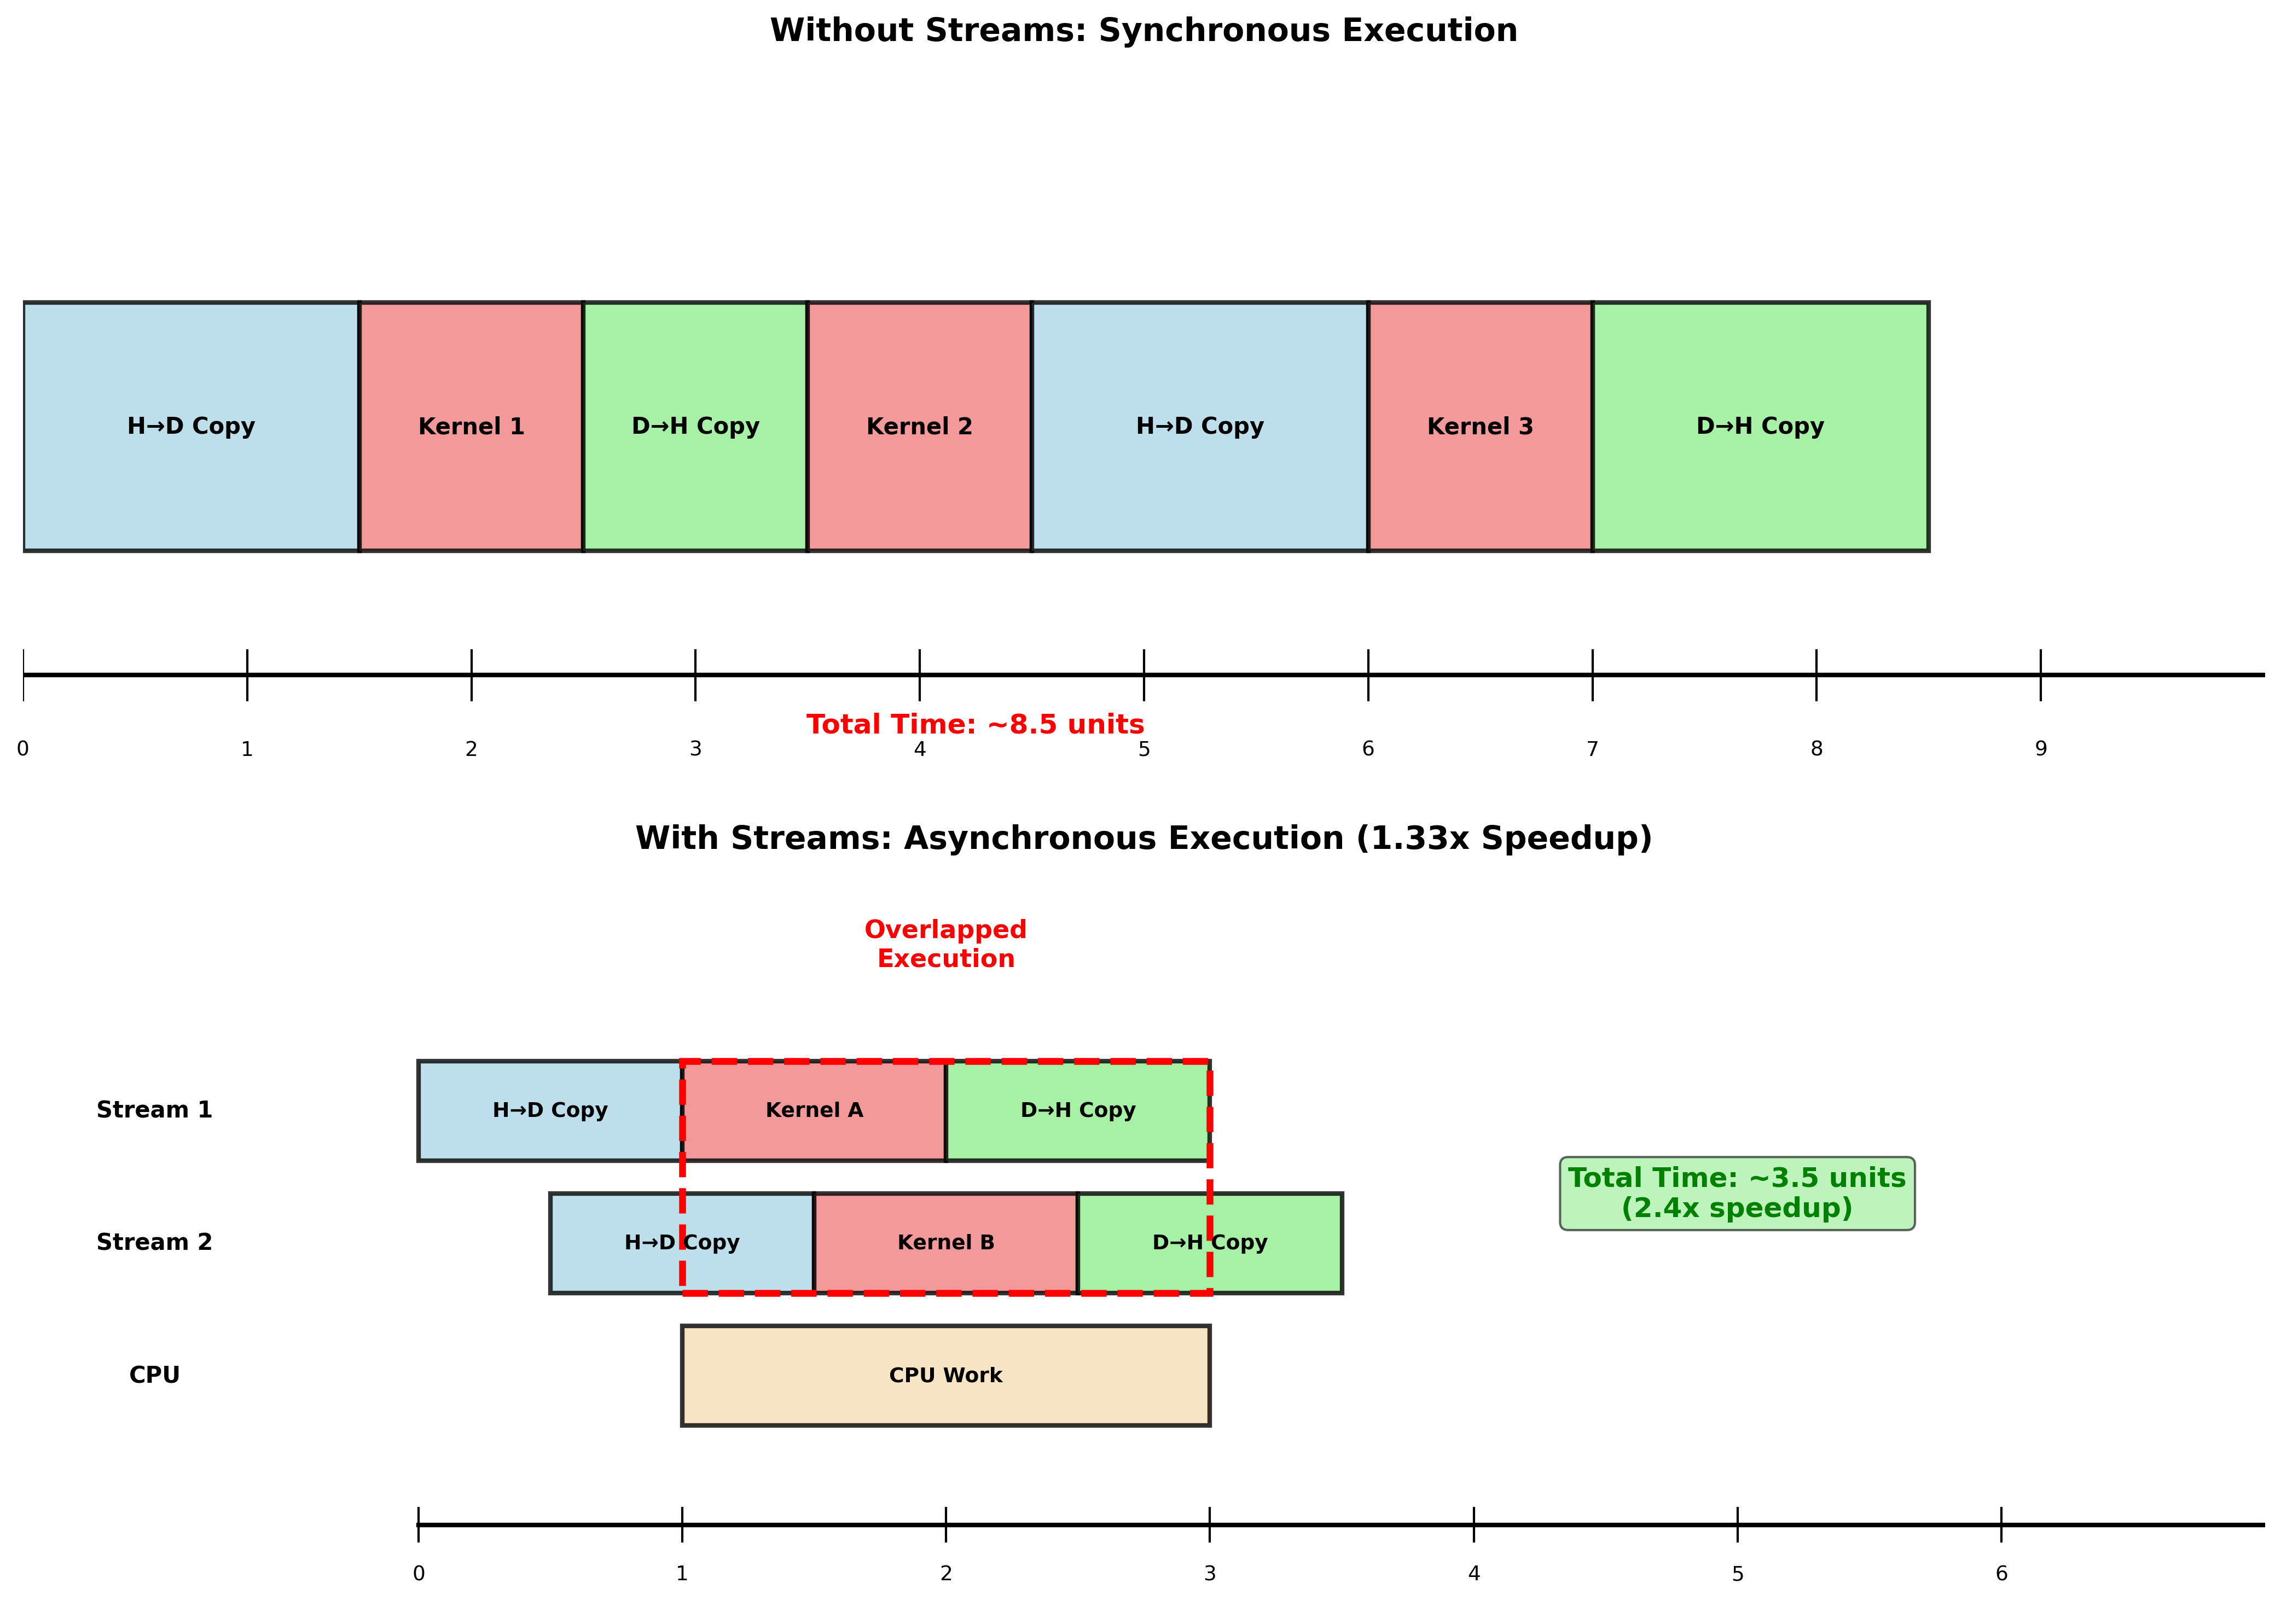 Without Streams: Synchronous Execution
H→D Copy
Kernel 1
D→H Copy
Kernel 2
H→D Copy
Kernel 3
D→H Copy
Total Time: ~8.5 units
0
1
2
3
4
5
6
7
8
9
With Streams: Asynchronous Execution (1.33x Speedup)
Overlapped
Execution
Stream 1
H→D Copy
Kernel A
D→H Copy
Total Time: ~3.5 units
(2.4x speedup)
Stream 2
H→D Copy
Kernel B
D→H Copy
CPU
CPU Work
0
1
2
3
4
5
6